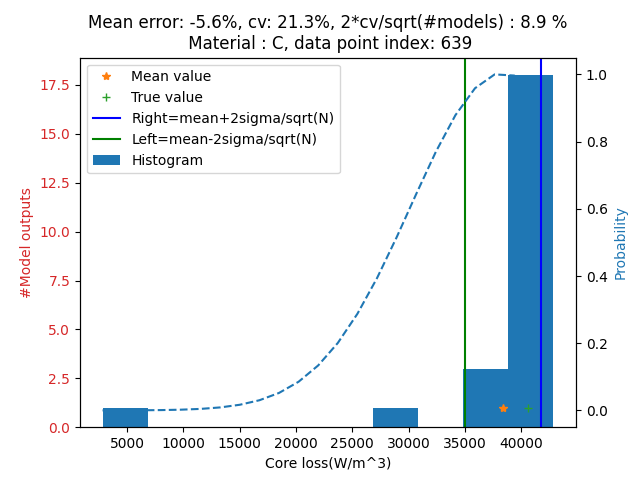 Mean error: -5.6%, cv: 21.3%, 2*cv/sqrt(#models) : 8.9 %
Material : C, data point index: 639
Mean value
True value
Right=mean+2sigma/sqrt(N)
Left=mean-2sigma/sqrt(N)
Histogram
#Model outputs
17.5
15.0
12.5
10.0
7.5
5.0
2.5
0.0
1.0
0.8
0.6
0.4
0.2
0.0
Probability
5000 10000 15000 20000 25000 30000 35000 40000
Core loss(W/m^3)